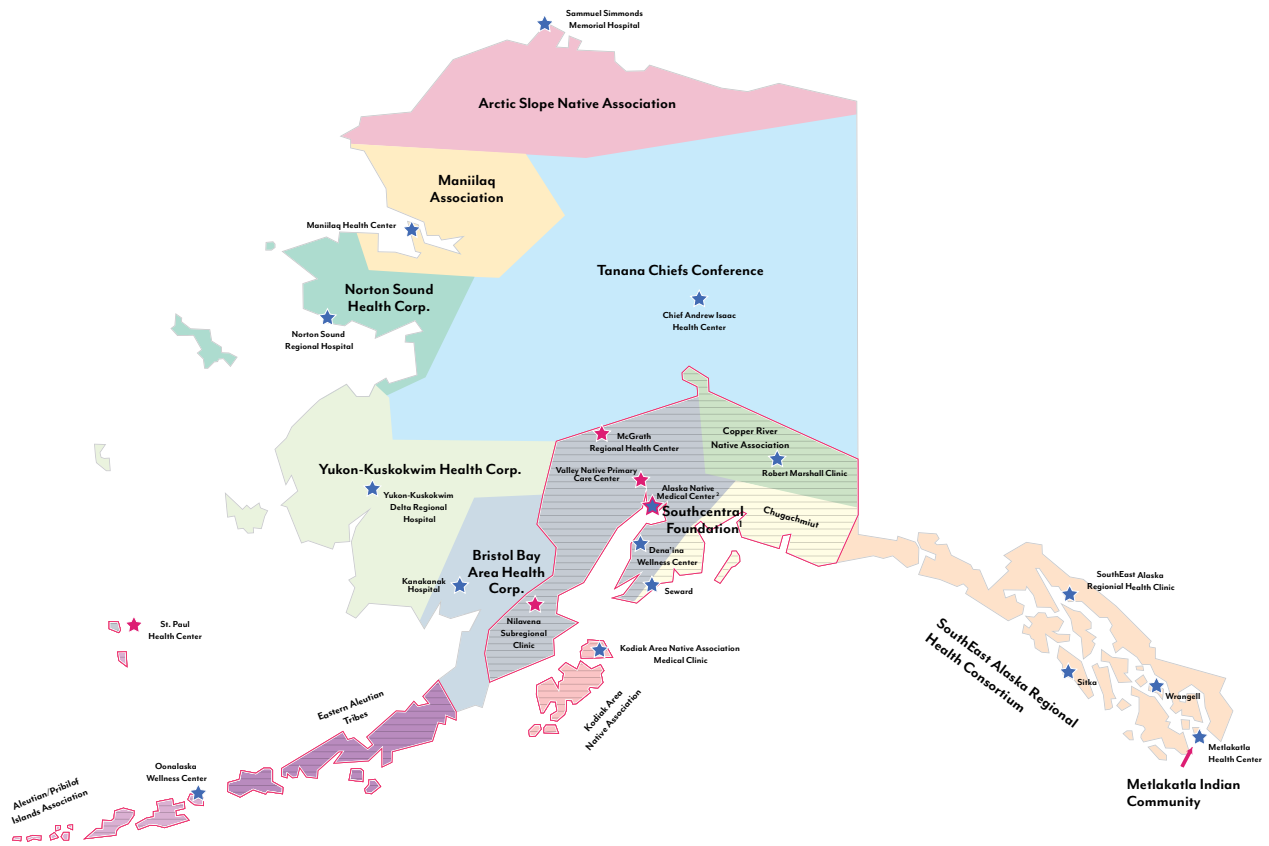 Sammuel Simmonds
Memorial Hospital
Arctic Slope Native Association
Maniilaq
Association
Maniilaq Health Center
Tanana Chiefs Conference
Norton Sound
Health Corp.
Chief Andrew Isaac
Health Center
Norton Sound
Regional Hospital
McGrath
Regional Health Center
Copper River
Native Association
Yukon-Kuskokwim Health Corp.
Valley Native Primary
Care Center
Robert Marshall Clinic
Yukon-Kuskokwim
Delta Regional
Hospital
Alaska Native
Medical Center²
Southcentral
Foundation¹
Chugachmiut
Bristol Bay
Area Health
Corp.
Dena'ina
Wellness Center
Kanakanak
Hospital
Seward
SouthEast Alaska
Regionial Health Clinic
Nilavena
Subregional
Clinic
St. Paul
Health Center
Kodiak Area Native Association
Medical Clinic
SouthEast Alaska Regional
Health Consortium
Sitka
Wrangell
Eastern Aleutian
Tribes
Kodiak Area
Native Association
Metlakatla
Health Center
Oonalaska
Wellness Center
Metlakatla Indian
Community
Aleutian/Pribilof
Islands Association